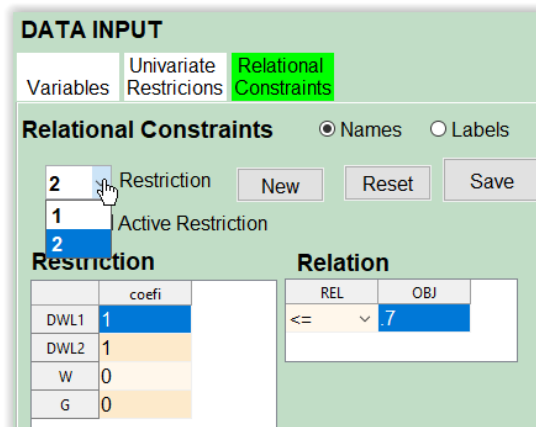 DATA INPUT
Variables Univariate Restricions Relational Constraints
Relational Constraints Names Labels
2 Restriction New Reset Save
1 Active Restriction
2
Restriction Relation
coefi REL OBJ
DWL1 1 <= .7
DWL2 1
W 0
G 0